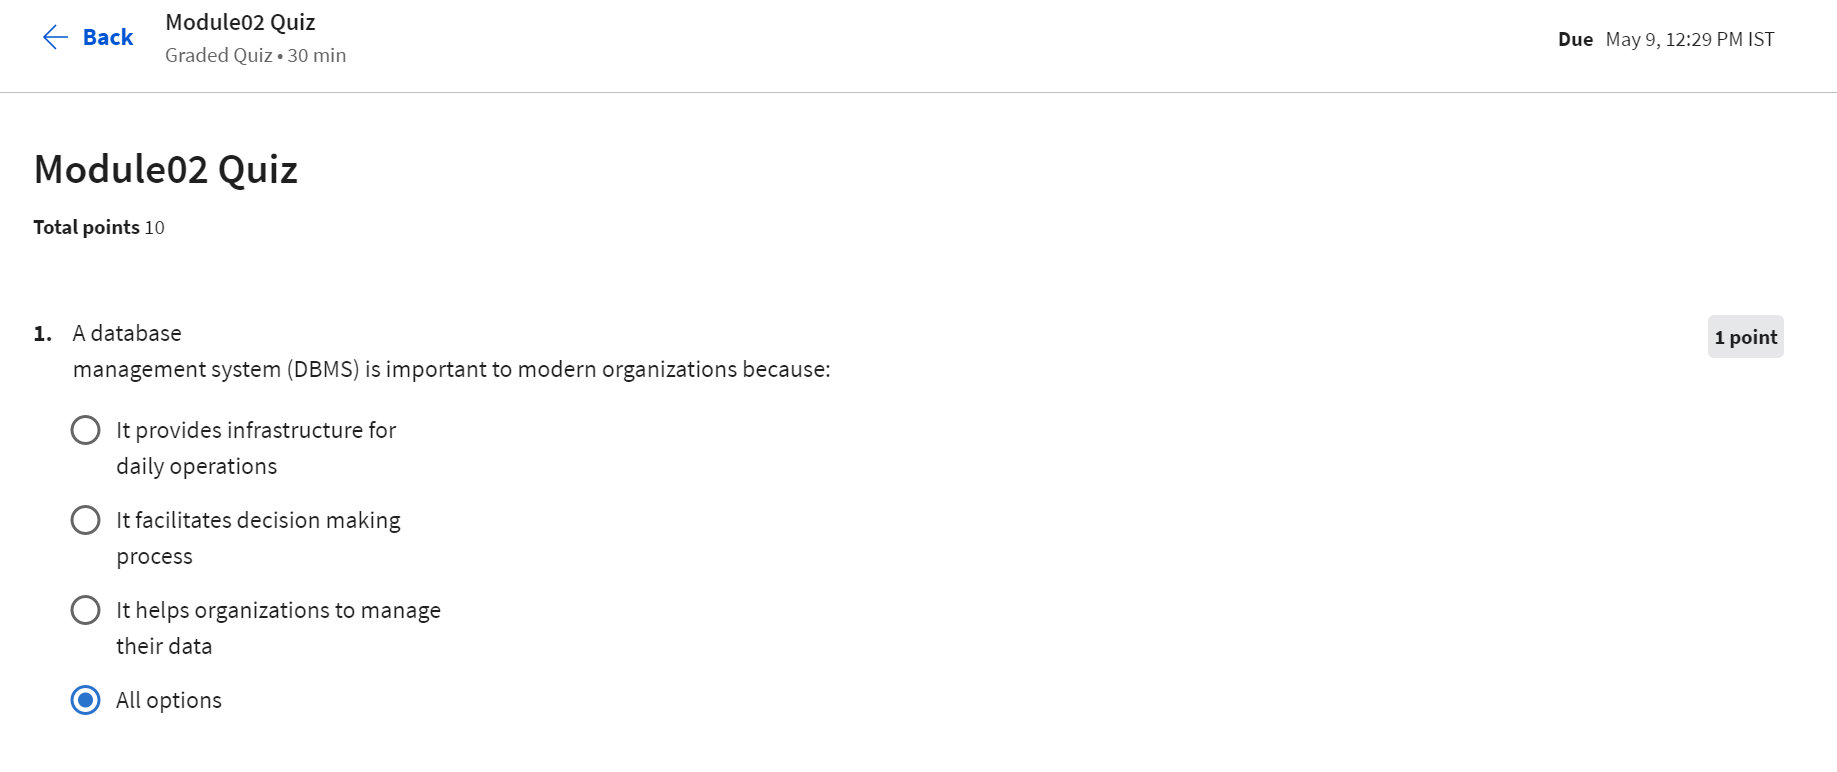 Back
Module02 Quiz
Graded Quiz • 30 min
Due May 9, 12:29 PM IST
Module02 Quiz
Total points 10
1. A database
1 point
management system (DBMS) is important to modern organizations because:
It provides infrastructure for
daily operations
It facilitates decision making
process
It helps organizations to manage
their data
All options